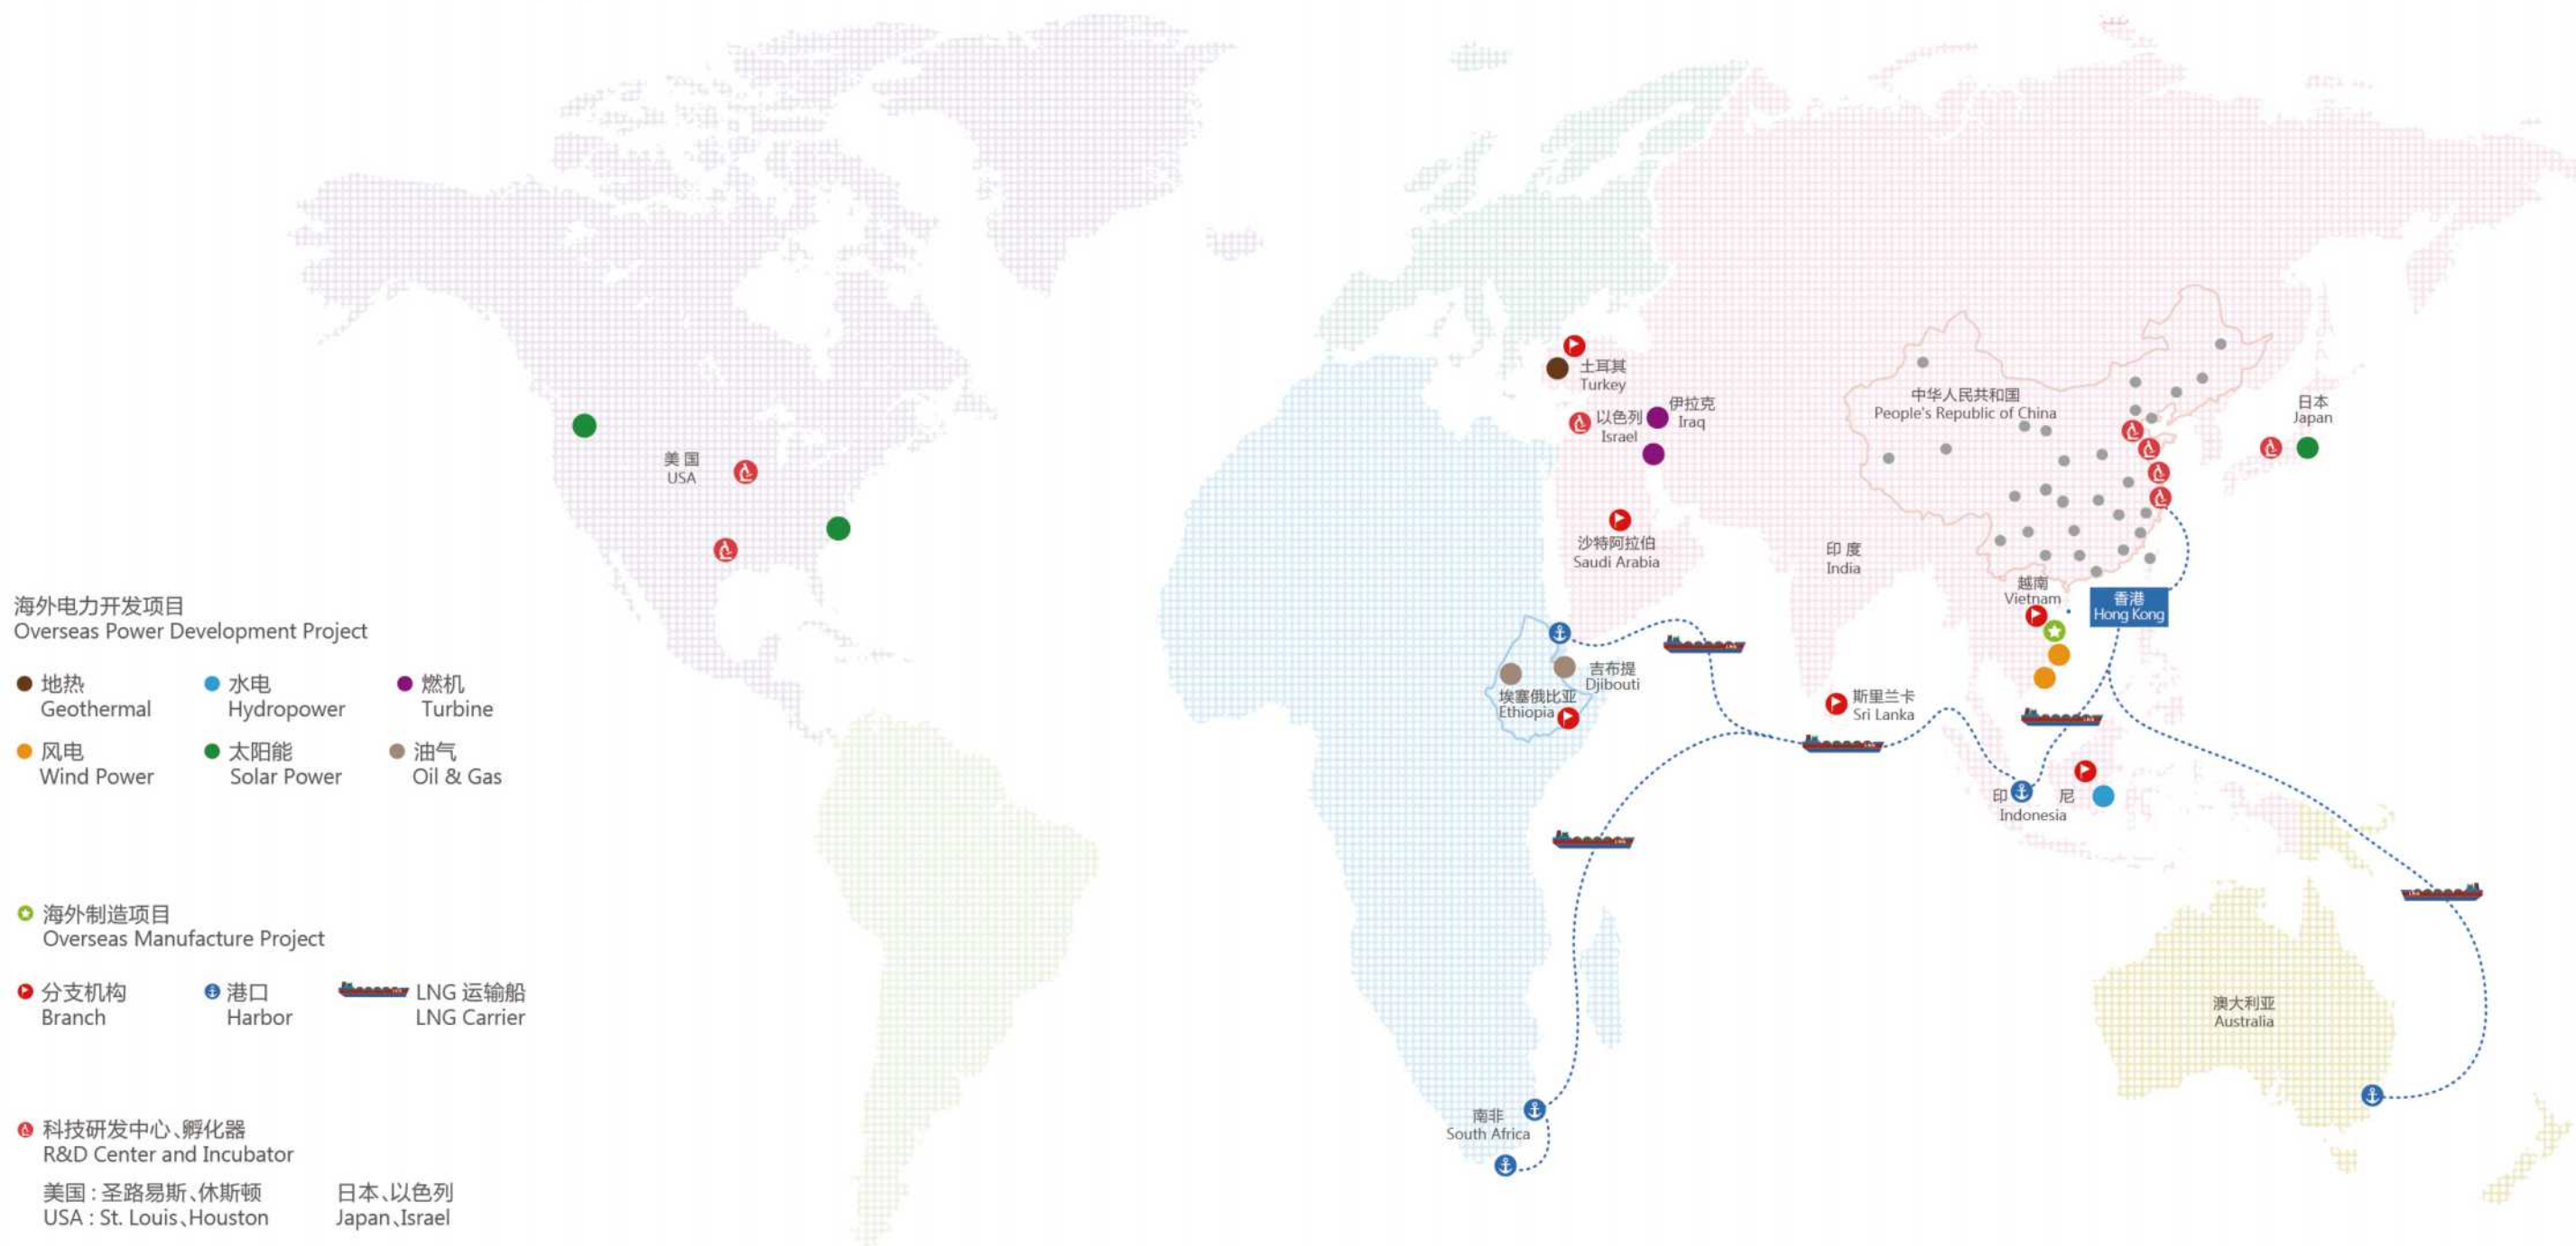 海外电力开发项目
Overseas Power Development Project
地热
Geothermal
水电
Hydropower
燃机
Turbine
风电
Wind Power
太阳能
Solar Power
油气
Oil & Gas
海外制造项目
Overseas Manufacture Project
分支机构
Branch
港口
Harbor
LNG 运输船
LNG Carrier
科技研发中心、孵化器
R&D Center and Incubator
美国：圣路易斯、休斯顿
USA : St. Louis、Houston
日本、以色列
Japan、Israel
美 国
USA
土耳其
Turkey
以色列
Israel
伊拉克
Iraq
沙特阿拉伯
Saudi Arabia
吉布提
Djibouti
埃塞俄比亚
Ethiopia
南非
South Africa
中华人民共和国
People's Republic of China
日本
Japan
印 度
India
越南
Vietnam
香港
Hong Kong
斯里兰卡
Sri Lanka
印 尼
Indonesia
澳大利亚
Australia